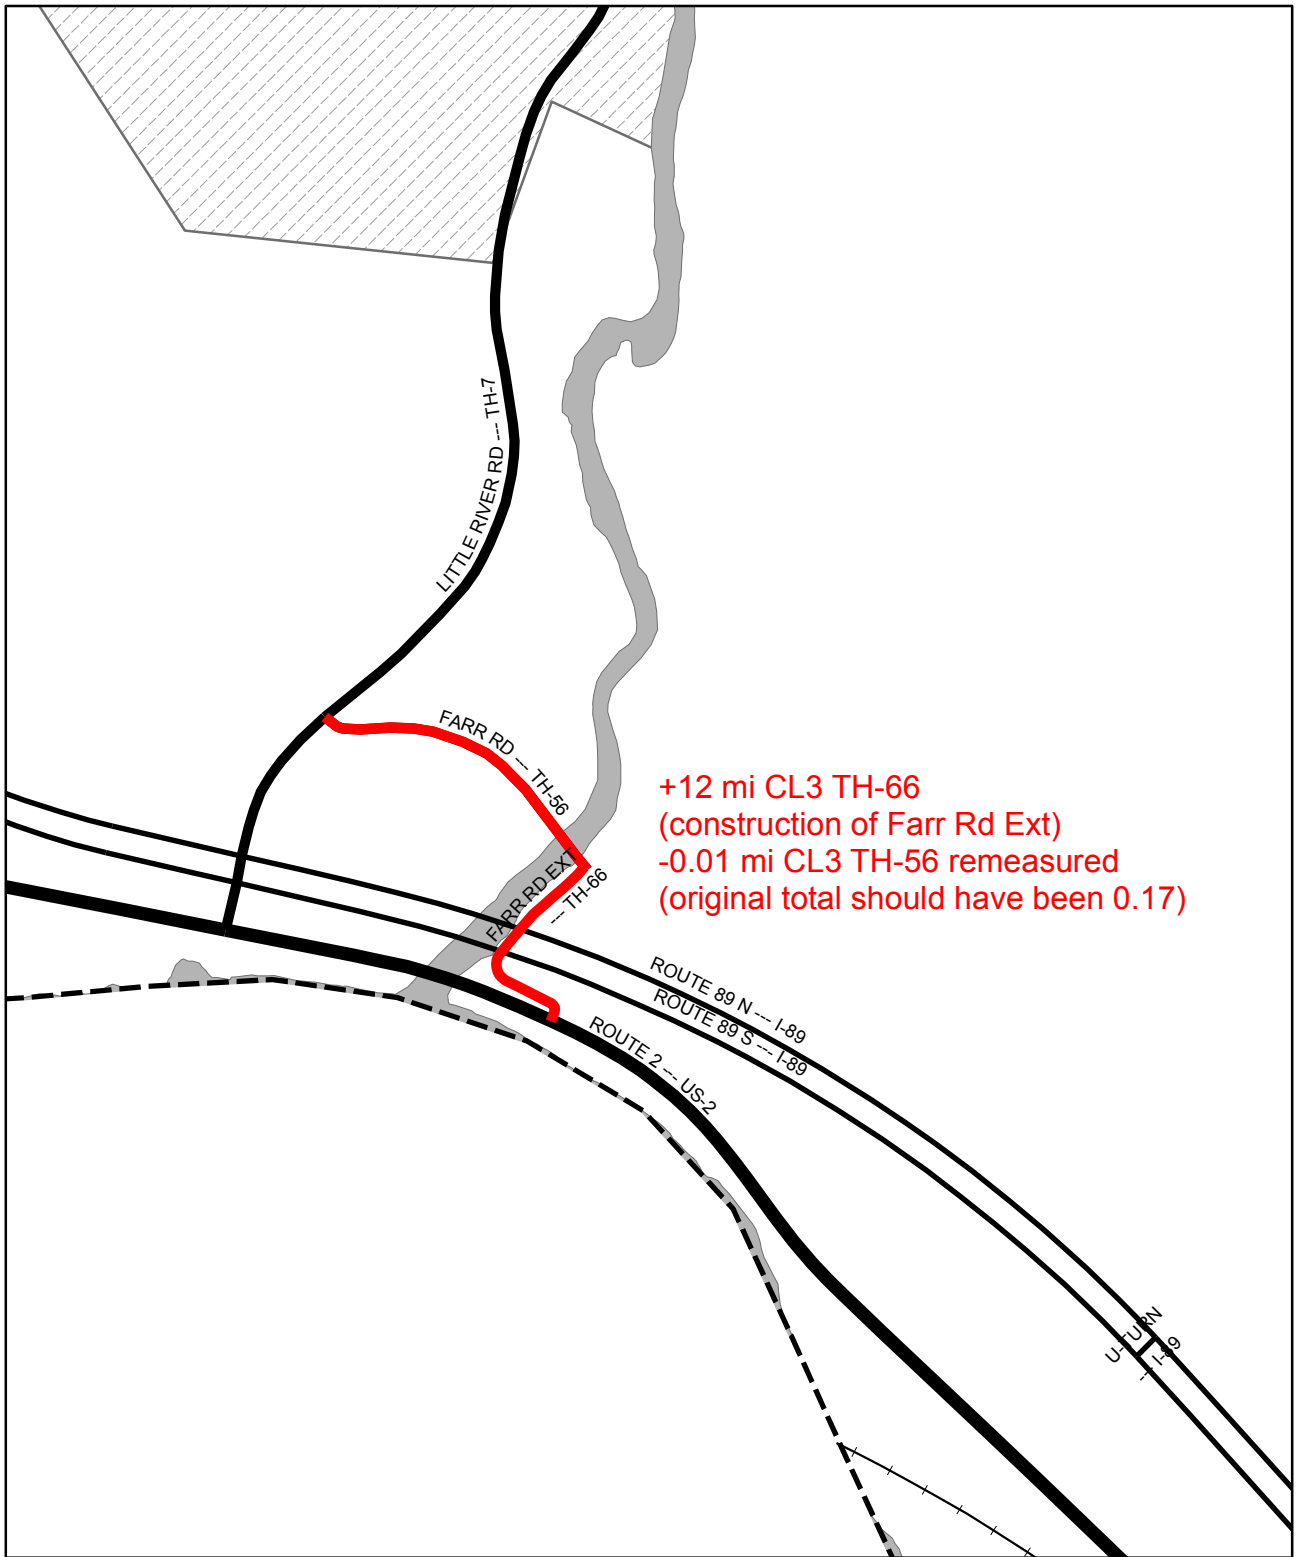 LITTLE RIVER RD --- TH-7
FARR RD --- TH-56
+12 mi CL3 TH-66
(construction of Farr Rd Ext)
-0.01 mi CL3 TH-56 remeasured
(original total should have been 0.17)
FARR RD EXT
--- TH-66
ROUTE 89 N --- I-89
ROUTE 89 S --- I-89
ROUTE 2 --- US-2
U-TURN
--- I-89